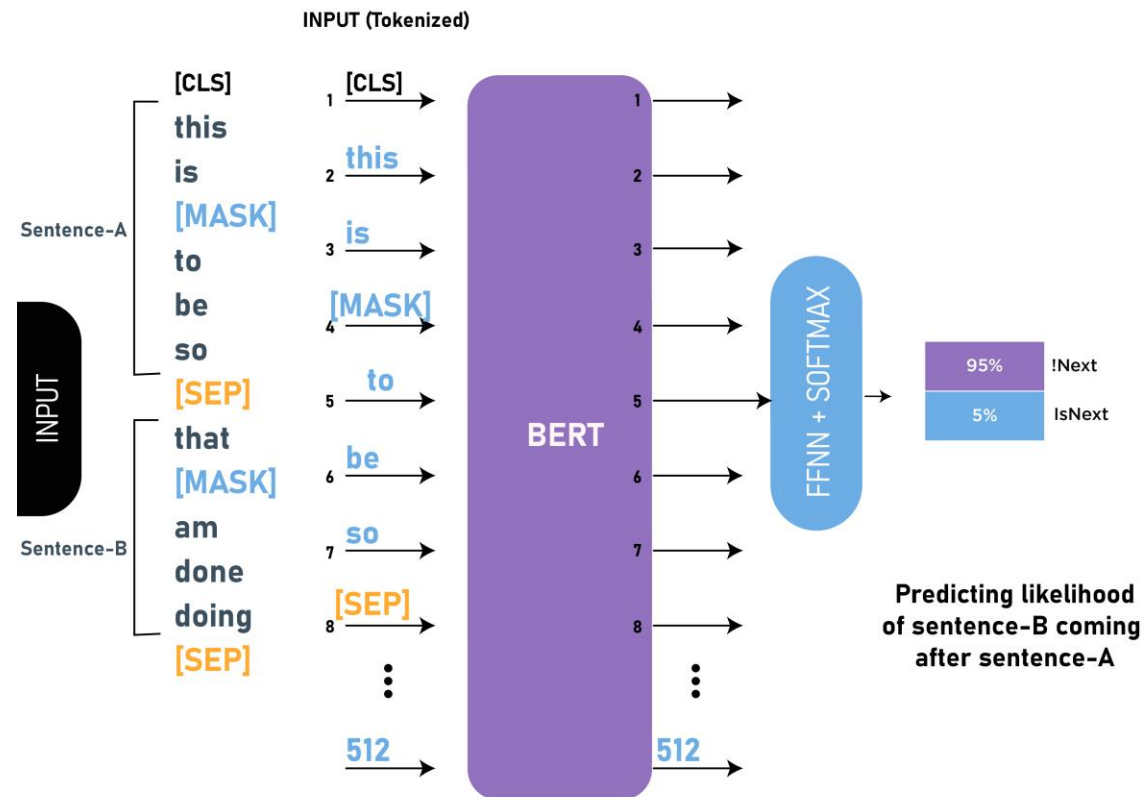 INPUT (Tokenized)
INPUT
Sentence-A
Sentence-B
[CLS]
this
is
[MASK]
to
be
so
[SEP]
that
[MASK]
am
done
doing
[SEP]
1 [CLS]
2 this
3 is
4 [MASK]
5 to
6 be
7 so
8 [SEP]
512
BERT
1
2
3
4
5
6
7
8
512
FFNN + SOFTMAX
95% !Next
5% IsNext
Predicting likelihood
of sentence-B coming
after sentence-A